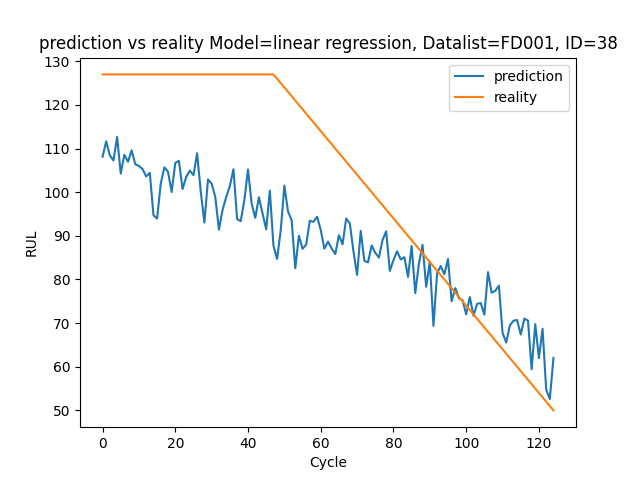 prediction vs reality Model=linear regression, Datalist=FD001, ID=38
130
120
110
100
90
80
70
60
50
RUL
prediction
reality
0 20 40 60 80 100 120
Cycle